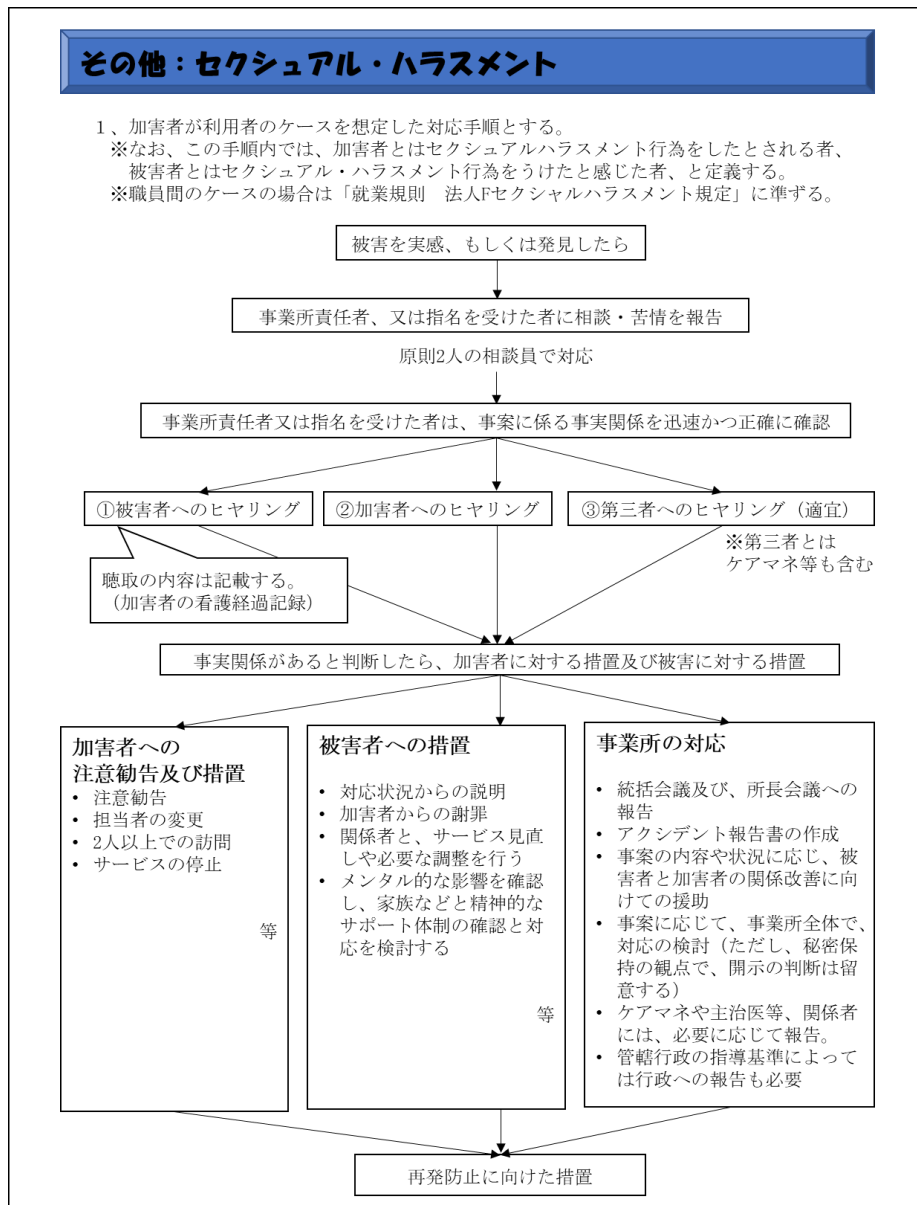 その他：セクシュアル・ハラスメント
１、加害者が利用者のケースを想定した対応手順とする。
※なお、この手順内では、加害者とはセクシュアルハラスメント行為をしたとされる者、
被害者とはセクシュアル・ハラスメント行為をうけたと感じた者、と定義する。
※職員間のケースの場合は「就業規則　法人Fセクシャルハラスメント規定」に準ずる。
被害を実感、もしくは発見したら
事業所責任者、又は指名を受けた者に相談・苦情を報告
原則2人の相談員で対応
事業所責任者又は指名を受けた者は、事案に係る事実関係を迅速かつ正確に確認
①被害者へのヒヤリング
②加害者へのヒヤリング
③第三者へのヒヤリング（適宜）
※第三者とは
ケアマネ等も含む
聴取の内容は記載する。
（加害者の看護経過記録）
事実関係があると判断したら、加害者に対する措置及び被害に対する措置
加害者への
注意勧告及び措置
• 注意勧告
• 担当者の変更
• 2人以上での訪問
• サービスの停止
等
被害者への措置
• 対応状況からの説明
• 加害者からの謝罪
• 関係者と、サービス見直
しや必要な調整を行う
• メンタル的な影響を確認
し、家族などと精神的な
サポート体制の確認と対
応を検討する
等
事業所の対応
• 統括会議及び、所長会議への
報告
• アクシデント報告書の作成
• 事案の内容や状況に応じ、被
害者と加害者の関係改善に向
けての援助
• 事案に応じて、事業所全体で、
対応の検討（ただし、秘密保
持の観点で、開示の判断は留
意する）
• ケアマネや主治医等、関係者
には、必要に応じて報告。
• 管轄行政の指導基準によって
は行政への報告も必要
再発防止に向けた措置